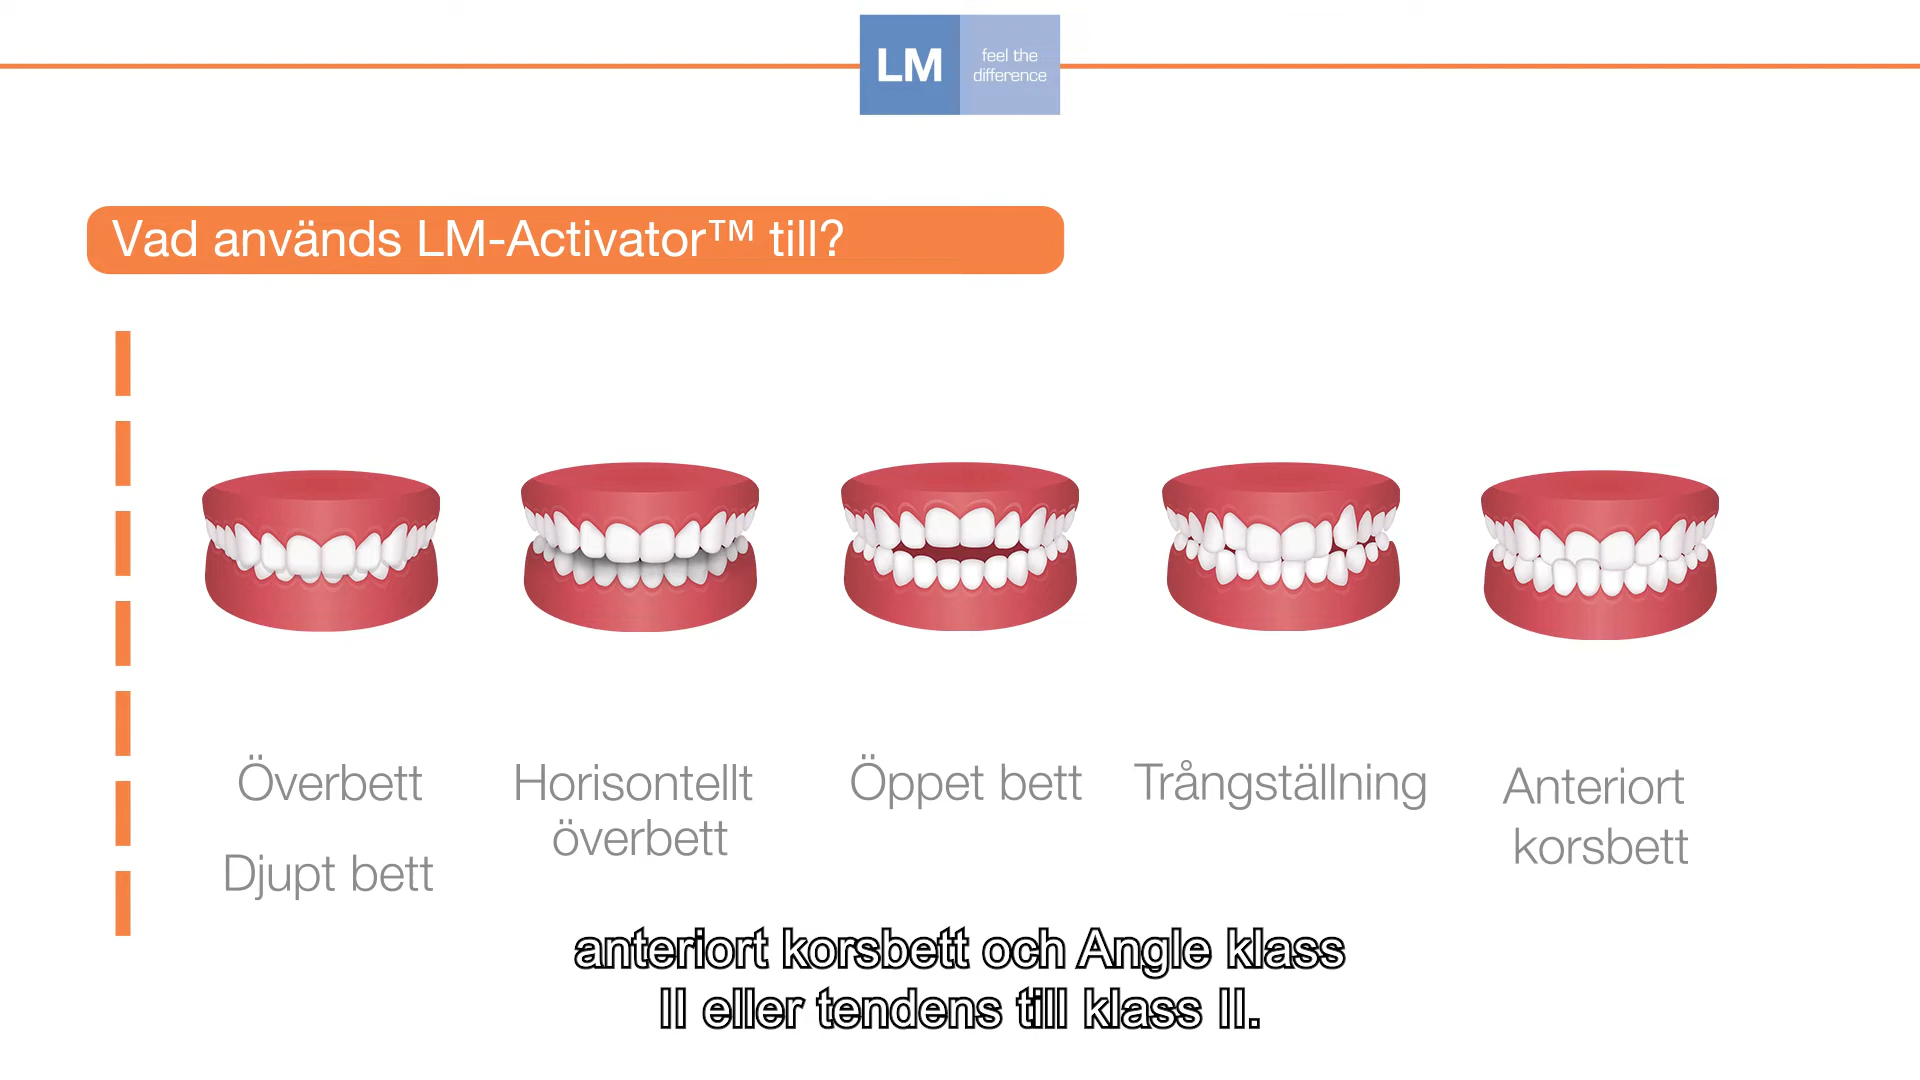 LM
feel the
difference
Vad används LM-Activator™ till?
Överbett
Djupt bett
Horisontellt
överbett
Öppet bett
Trångställning
Anteriort
korsbett
anteriort korsbett och Angle klass
II eller tendens till klass II.